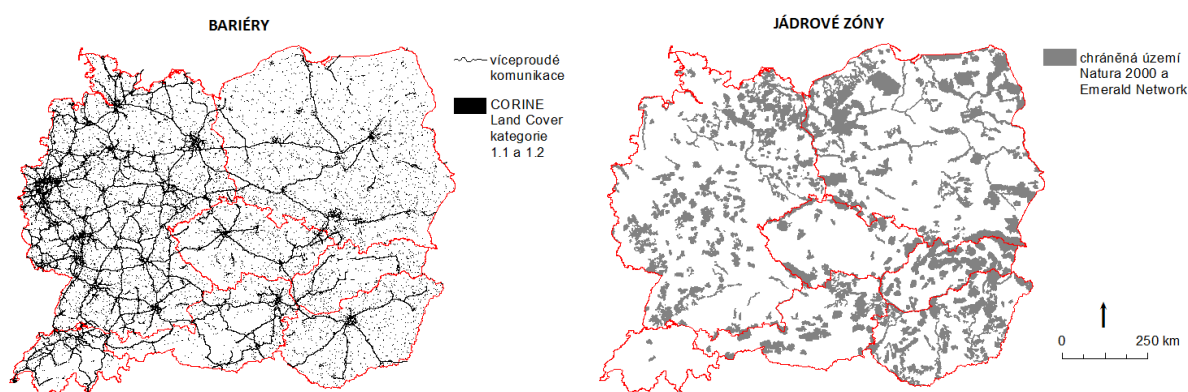 BARIÉRY
víceproudé
komunikace
CORINE
Land Cover
kategorie
1.1 a 1.2
JÁDROVÉ ZÓNY
chráněná území
Natura 2000 a
Emerald Network
0 250 km